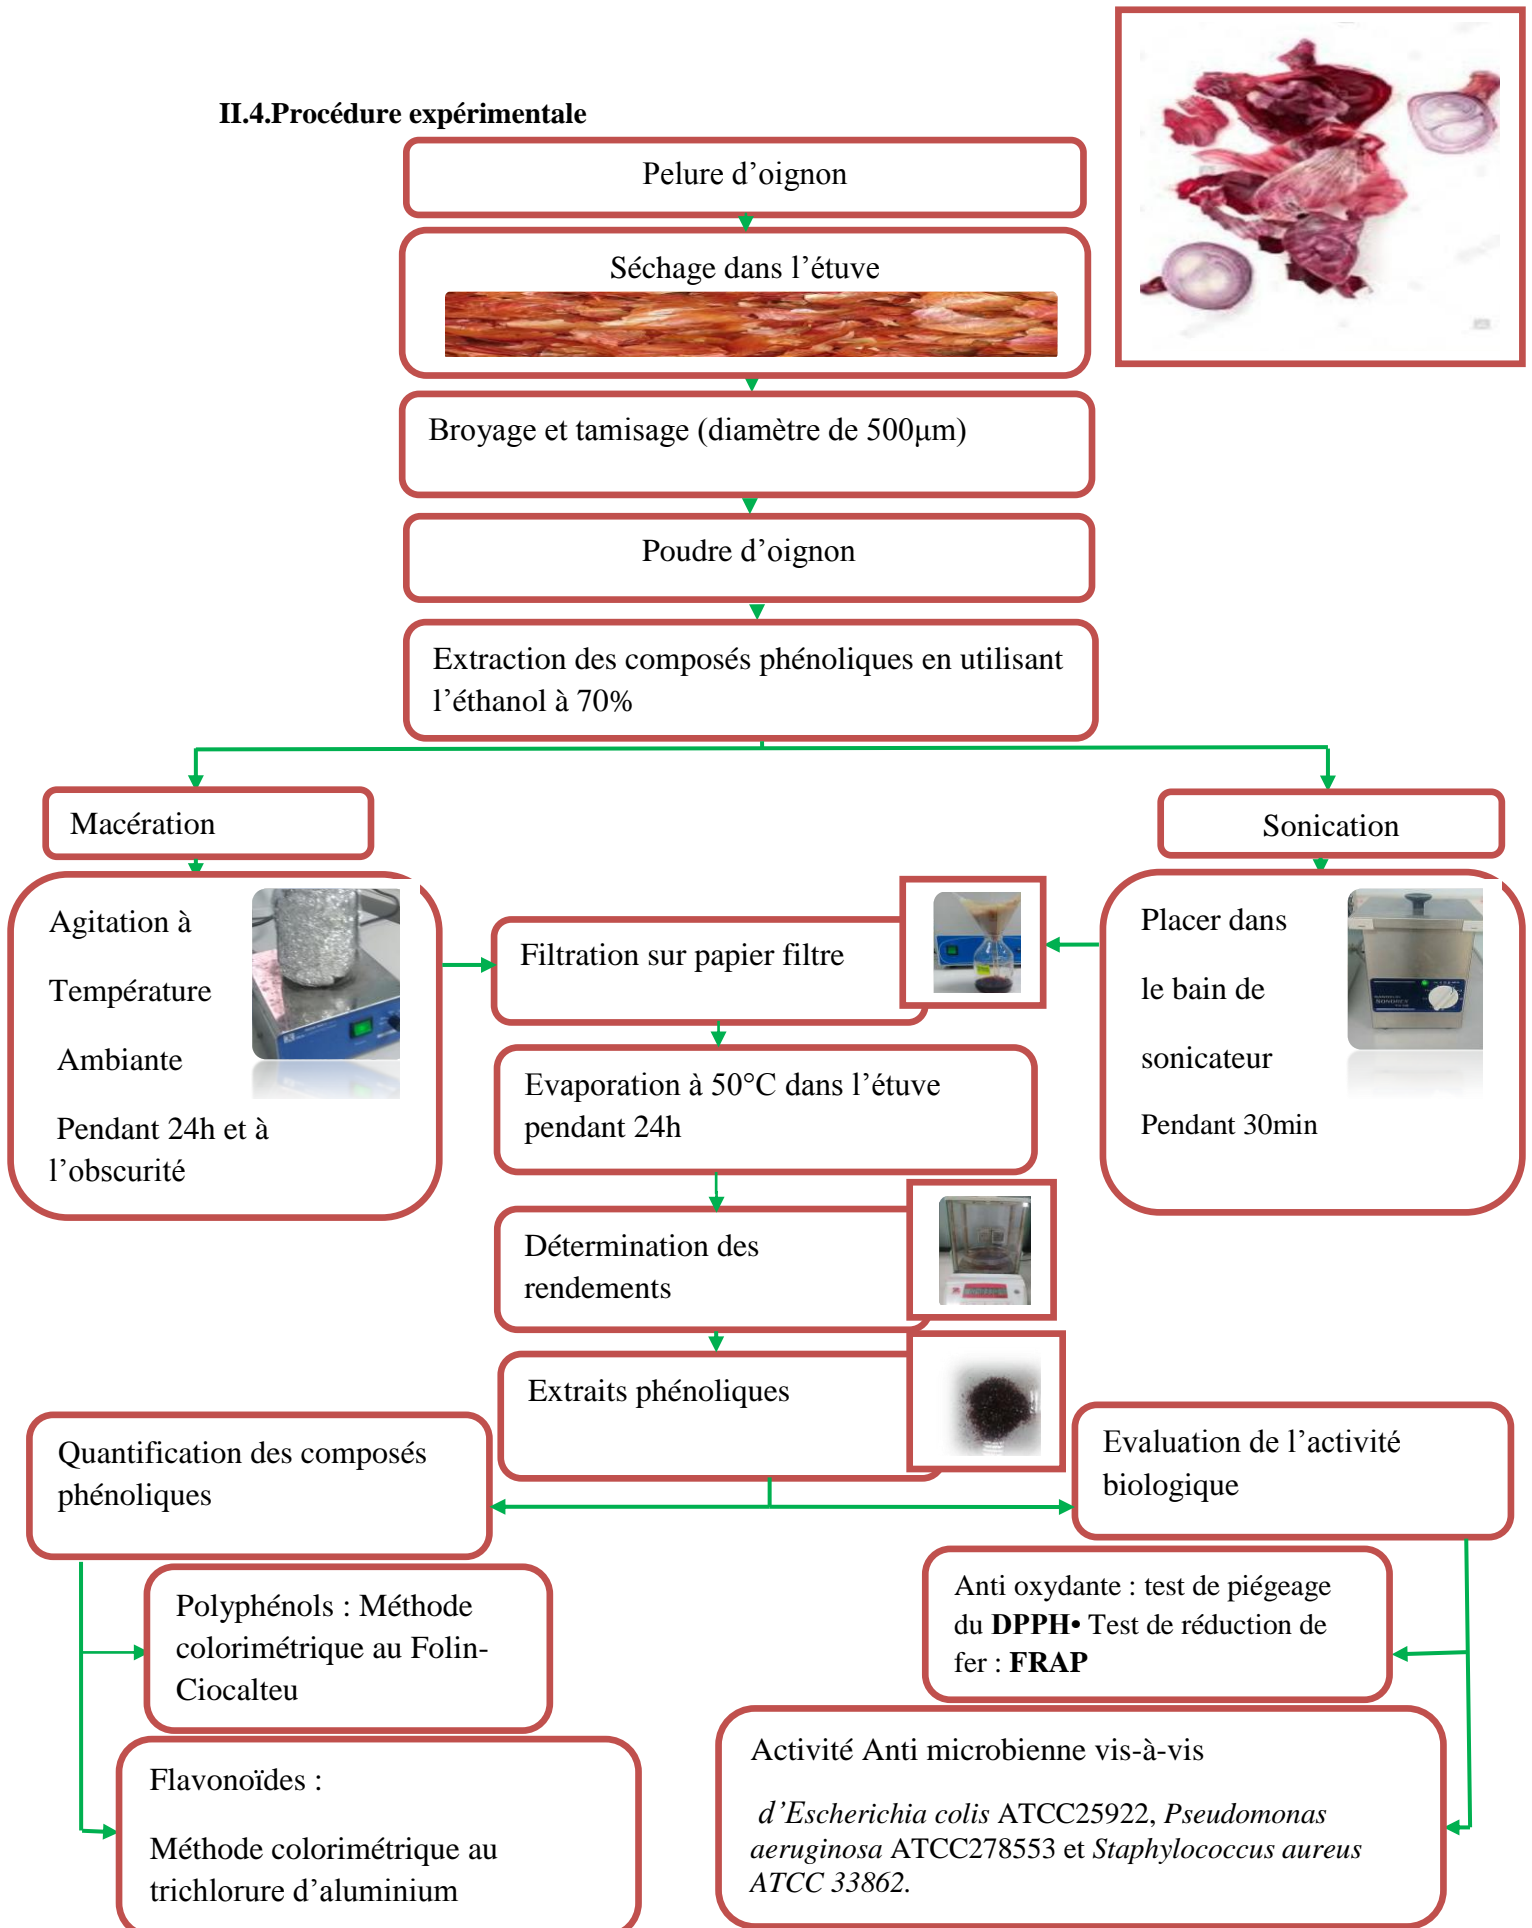 II.4.Procédure expérimentale
Pelure d’oignon
Séchage dans l’étuve
Broyage et tamisage (diamètre de 500μm)
Poudre d’oignon
Extraction des composés phénoliques en utilisant
l’éthanol à 70%
Macération
Sonication
Agitation à
Température
Ambiante
Pendant 24h et à
l’obscurité
Placer dans
le bain de
sonicateur
Pendant 30min
Filtration sur papier filtre
Evaporation à 50°C dans l’étuve
pendant 24h
Détermination des
rendements
Extraits phénoliques
Quantification des composés
phénoliques
Polyphénols : Méthode
colorimétrique au Folin-
Ciocalteu
Flavonoïdes :
Méthode colorimétrique au
trichlorure d’aluminium
Evaluation de l’activité
biologique
Anti oxydante : test de piégeage
du DPPH• Test de réduction de
fer : FRAP
Activité Anti microbienne vis-à-vis
d’Escherichia colis ATCC25922, Pseudomonas
aeruginosa ATCC278553 et Staphylococcus aureus
ATCC 33862.